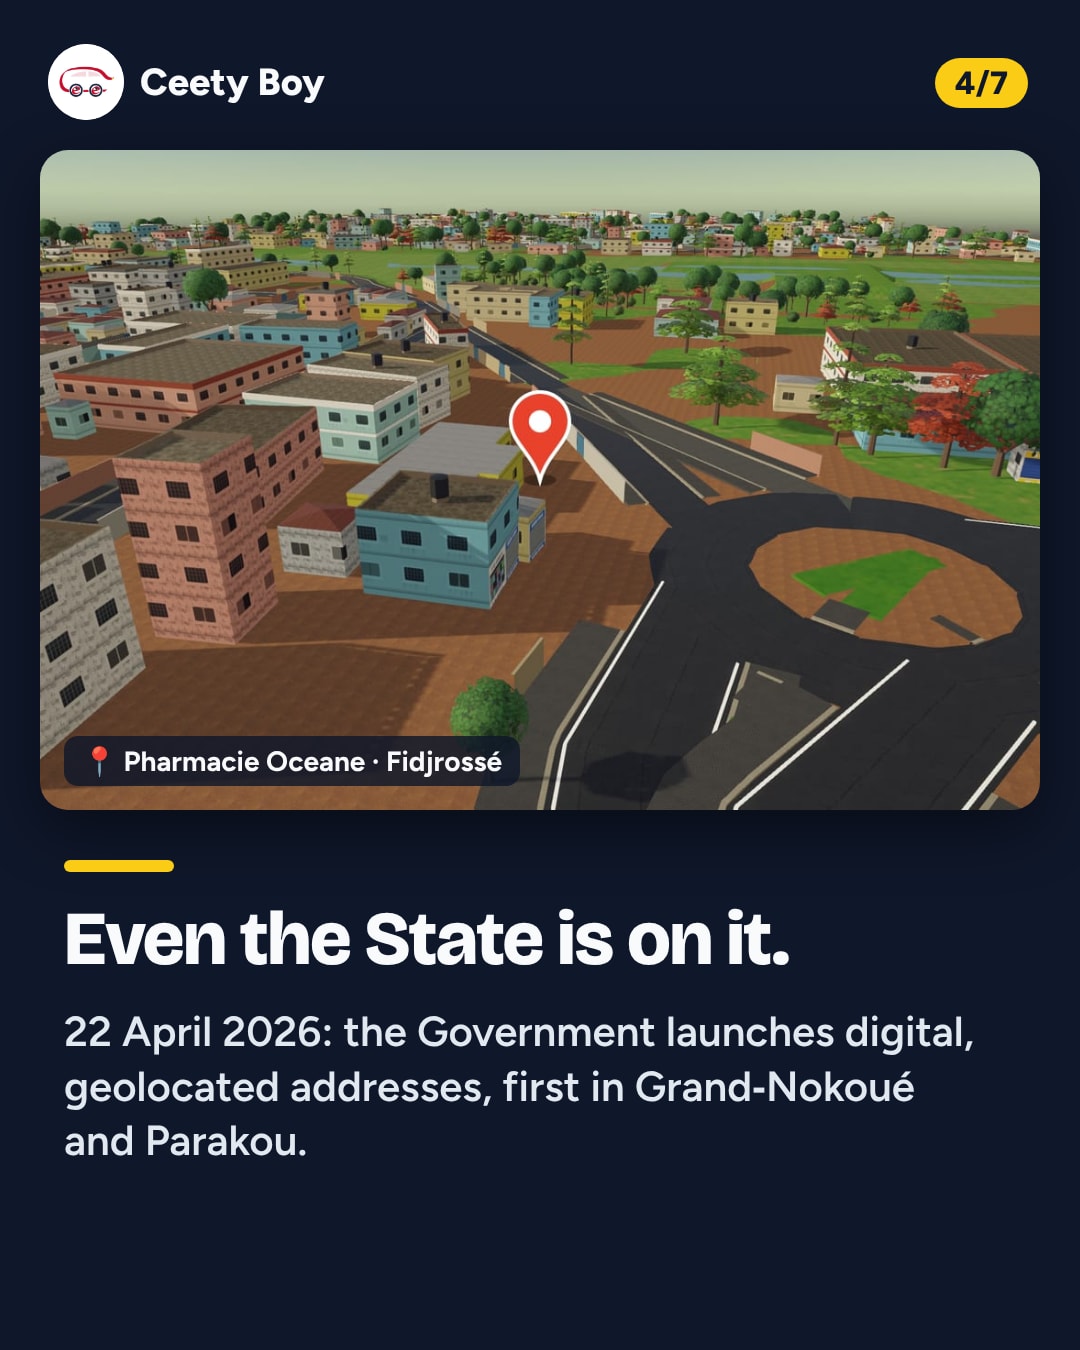 Ceety Boy
4/7
Pharmacie Oceane · Fidjrossé
Even the State is on it.
22 April 2026: the Government launches digital,
geolocated addresses, first in Grand-Nokoué
and Parakou.